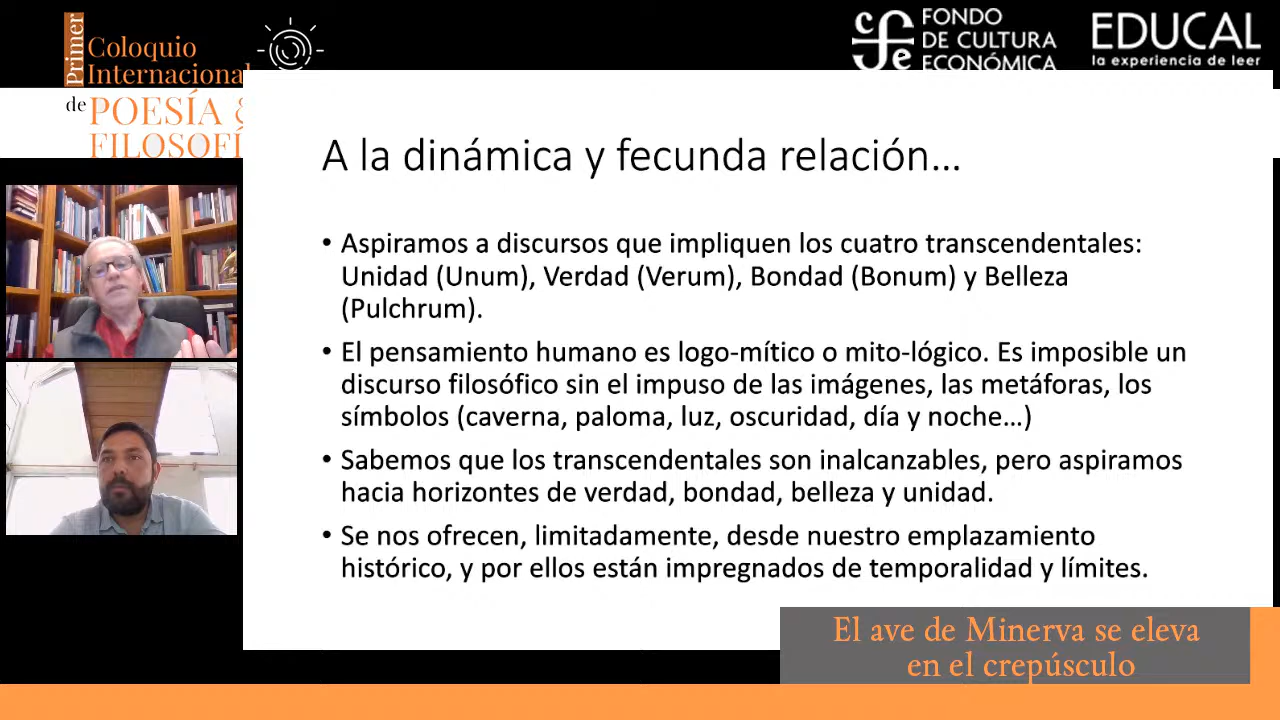 Primer
Coloquio
Internacional
de POESÍA &
FILOSOFÍ
FONDO
DE CULTURA
ECONÓMICA
EDUCAL
la experiencia de leer
A la dinámica y fecunda relación…
• Aspiramos a discursos que impliquen los cuatro transcendentales:
Unidad (Unum), Verdad (Verum), Bondad (Bonum) y Belleza
(Pulchrum).
• El pensamiento humano es logo-mítico o mito-lógico. Es imposible un
discurso filosófico sin el impuso de las imágenes, las metáforas, los
símbolos (caverna, paloma, luz, oscuridad, día y noche…)
• Sabemos que los transcendentales son inalcanzables, pero aspiramos
hacia horizontes de verdad, bondad, belleza y unidad.
• Se nos ofrecen, limitadamente, desde nuestro emplazamiento
histórico, y por ellos están impregnados de temporalidad y límites.
El ave de Minerva se eleva
en el crepúsculo